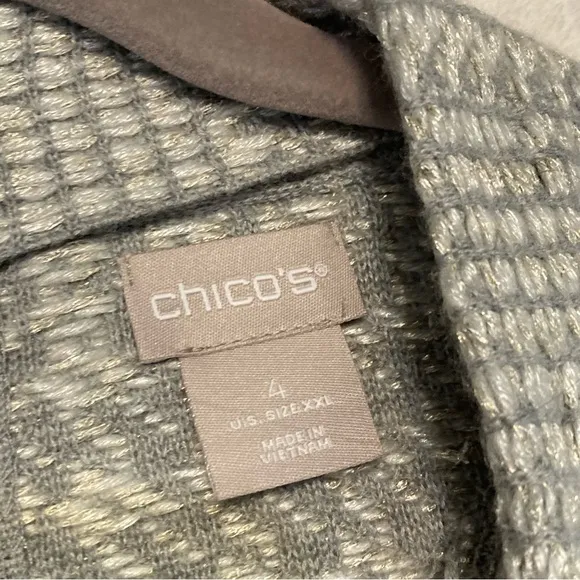 chico's®
4
U.S. SIZE.XXL
MADE IN
VIETNAM